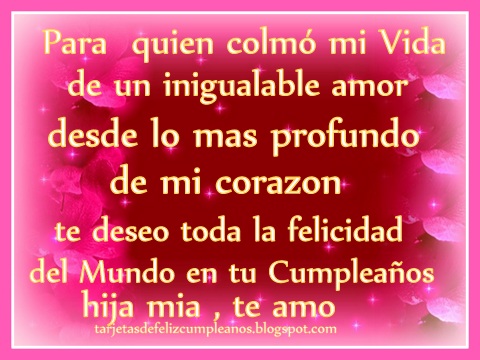 Para quien colmó mi Vida
de un inigualable amor
desde lo mas profundo
de mi corazon
te deseo toda la felicidad
del Mundo en tu Cumpleaños
hija mia , te amo
tarjetasdefelizcumpleanos.blogspot.com